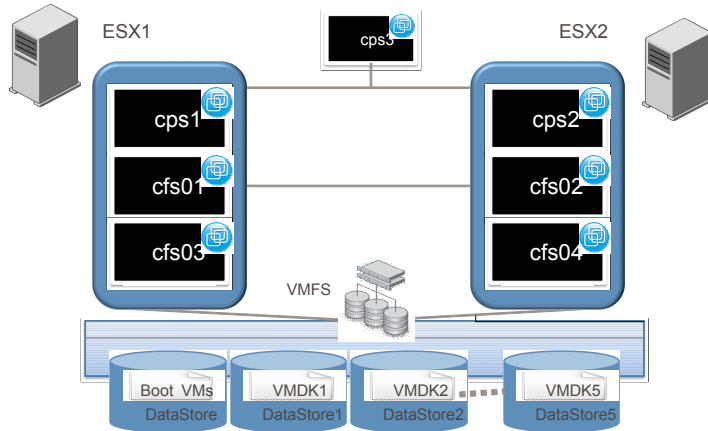 ESX1
cps3
ESX2
cps1
cps2
cfs01
cfs02
cfs03
cfs04
VMFS
Boot VMs
VMDK1
VMDK2
VMDK5
DataStore
DataStore1
DataStore2
DataStore5